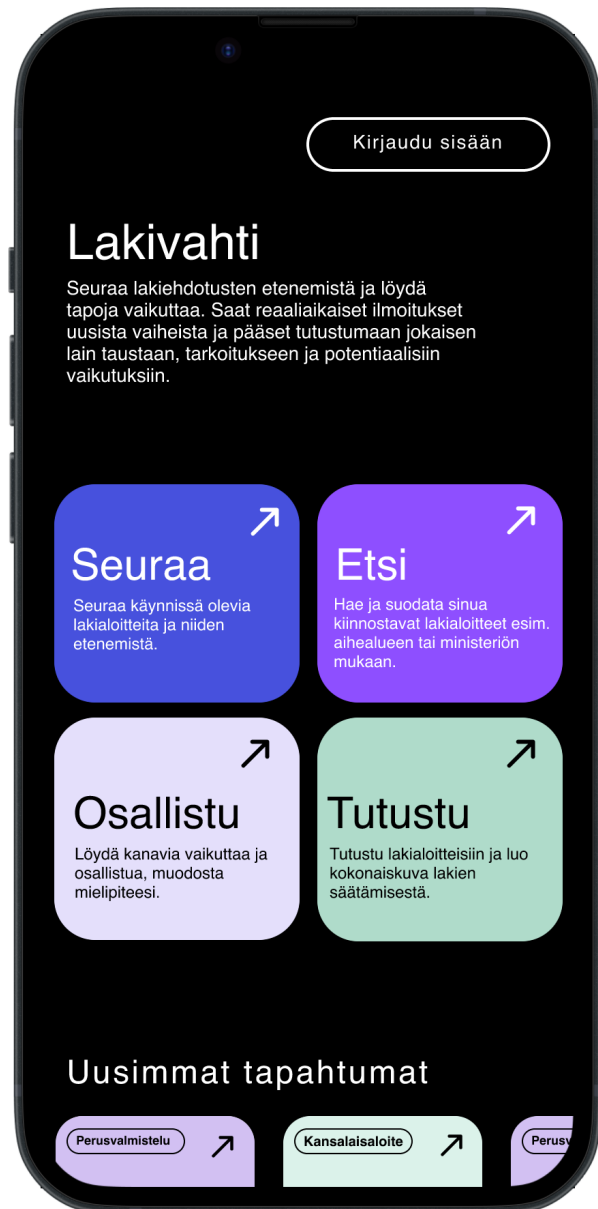 Kirjaudu sisään
Lakivahti
Seuraa lakiehdotusten etenemistä ja löydä
tapoja vaikuttaa. Saat reaaliaikaiset ilmoitukset
uusista vaiheista ja pääset tutustumaan jokaisen
lain taustaan, tarkoitukseen ja potentiaalisiin
vaikutuksiin.
Seuraa
Seuraa käynnissä olevia
lakialoitteita ja niiden
etenemistä.
Etsi
Hae ja suodata sinua
kiinnostavat lakialoitteet esim.
aihealueen tai ministeriön
mukaan.
Osallistu
Löydä kanavia vaikuttaa ja
osallistua, muodosta
mielipiteesi.
Tutustu
Tutustu lakialoitteisiin ja luo
kokonaiskuva lakien
säätämisestä.
Uusimmat tapahtumat
Perusvalmistelu
Kansalaisaloite
Perusv